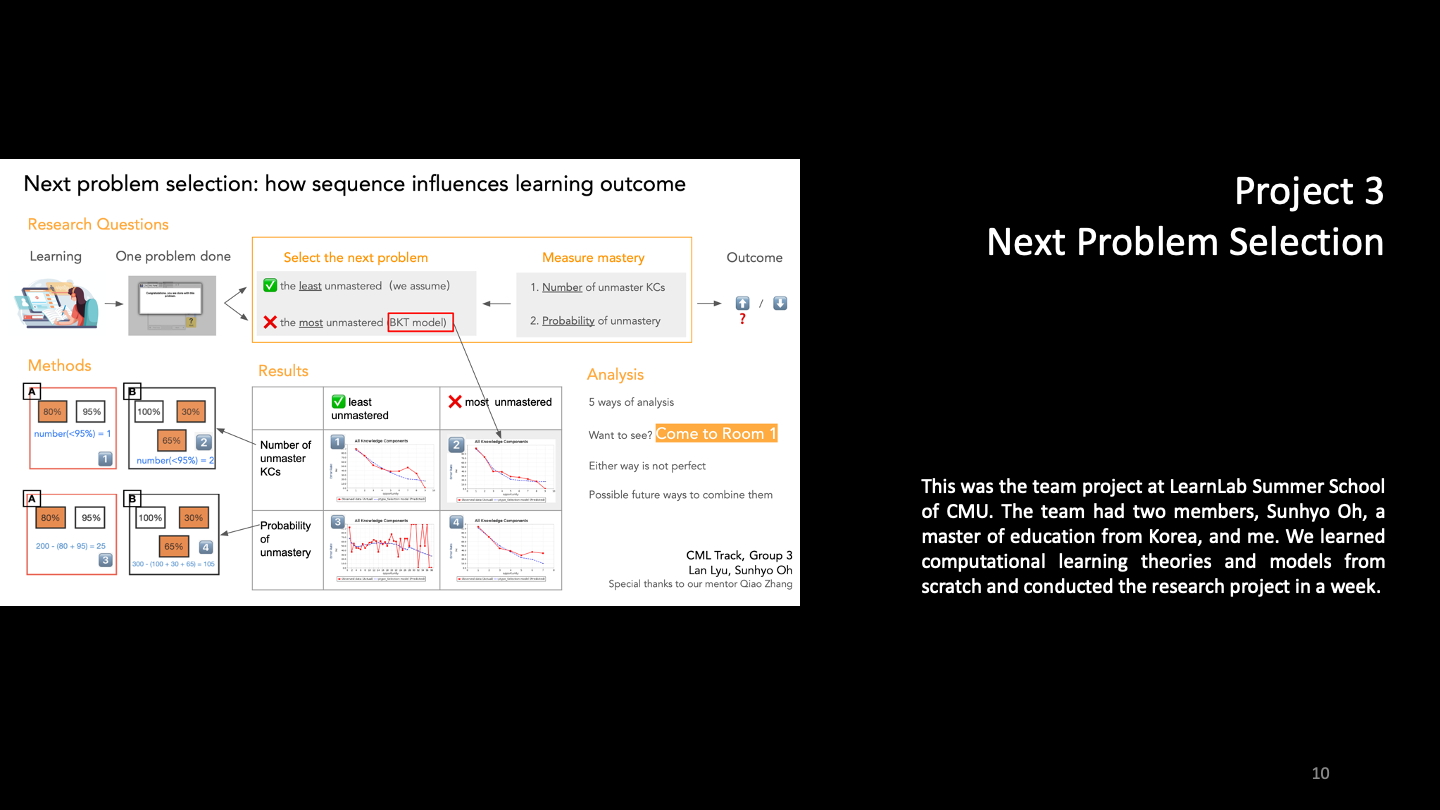 Next problem selection: how sequence influences learning outcome
Research Questions
Learning
One problem done
Select the next problem
the least unmastered (we assume)
the most unmastered (BKT model)
Measure mastery
1. Number of unmaster KCs
2. Probability of unmastery
Outcome
/
?
Methods
A
80%
95%
number(<95%) = 1
1
B
100%
30%
65%
2
number(<95%) = 2
A
80%
95%
200 - (80 + 95) = 25
3
B
100%
30%
65%
4
300 - (100 + 30 + 65) = 105
Results
least
unmastered
most unmastered
Number of
unmaster
KCs
1
All Knowledge Components
2
All Knowledge Components
Probability
of
unmastery
3
All Knowledge Components
4
All Knowledge Components
Analysis
5 ways of analysis
Want to see? Come to Room 1
Either way is not perfect
Possible future ways to combine them
CML Track, Group 3
Lan Lyu, Sunhyo Oh
Special thanks to our mentor Qiao Zhang
Project 3
Next Problem Selection
This was the team project at LearnLab Summer School
of CMU. The team had two members, Sunhyo Oh, a
master of education from Korea, and me. We learned
computational learning theories and models from
scratch and conducted the research project in a week.
10